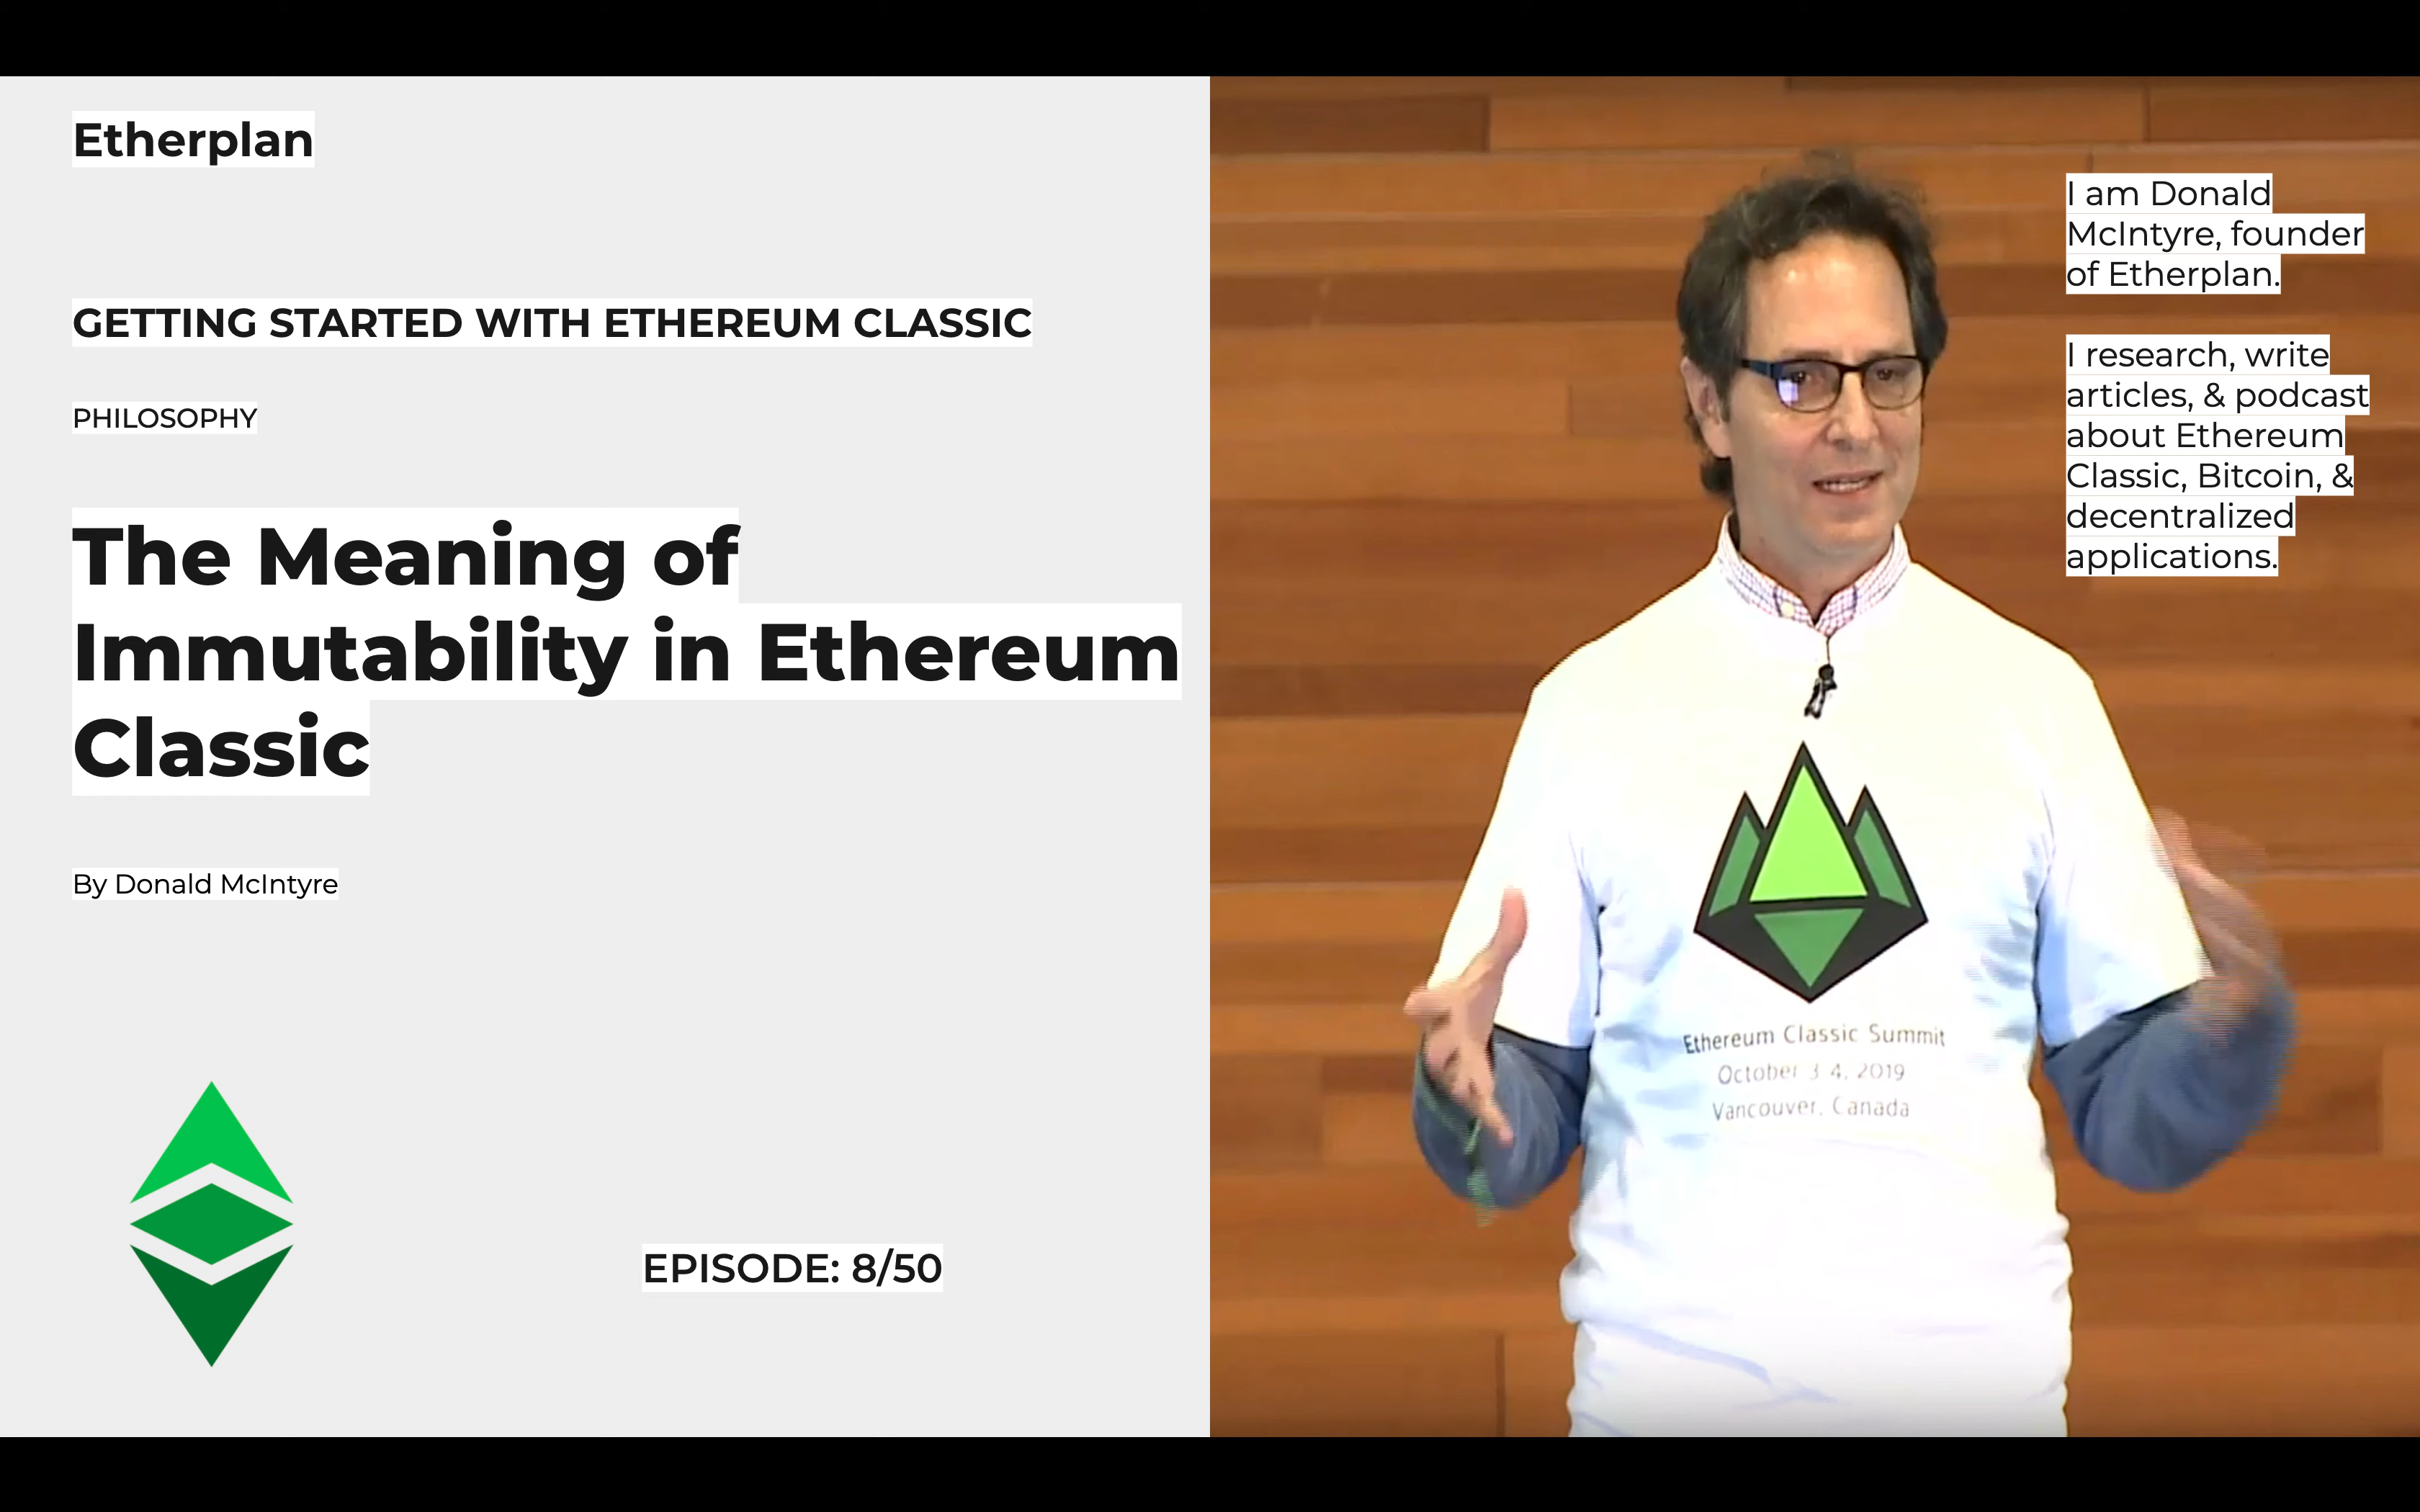 Etherplan
GETTING STARTED WITH ETHEREUM CLASSIC
PHILOSOPHY
The Meaning of
Immutability in Ethereum
Classic
By Donald McIntyre
EPISODE: 8/50
I am Donald
McIntyre, founder
of Etherplan.
I research, write
articles, & podcast
about Ethereum
Classic, Bitcoin, &
decentralized
applications.
Ethereum Classic Summit
October 3-4, 2019
Vancouver, Canada